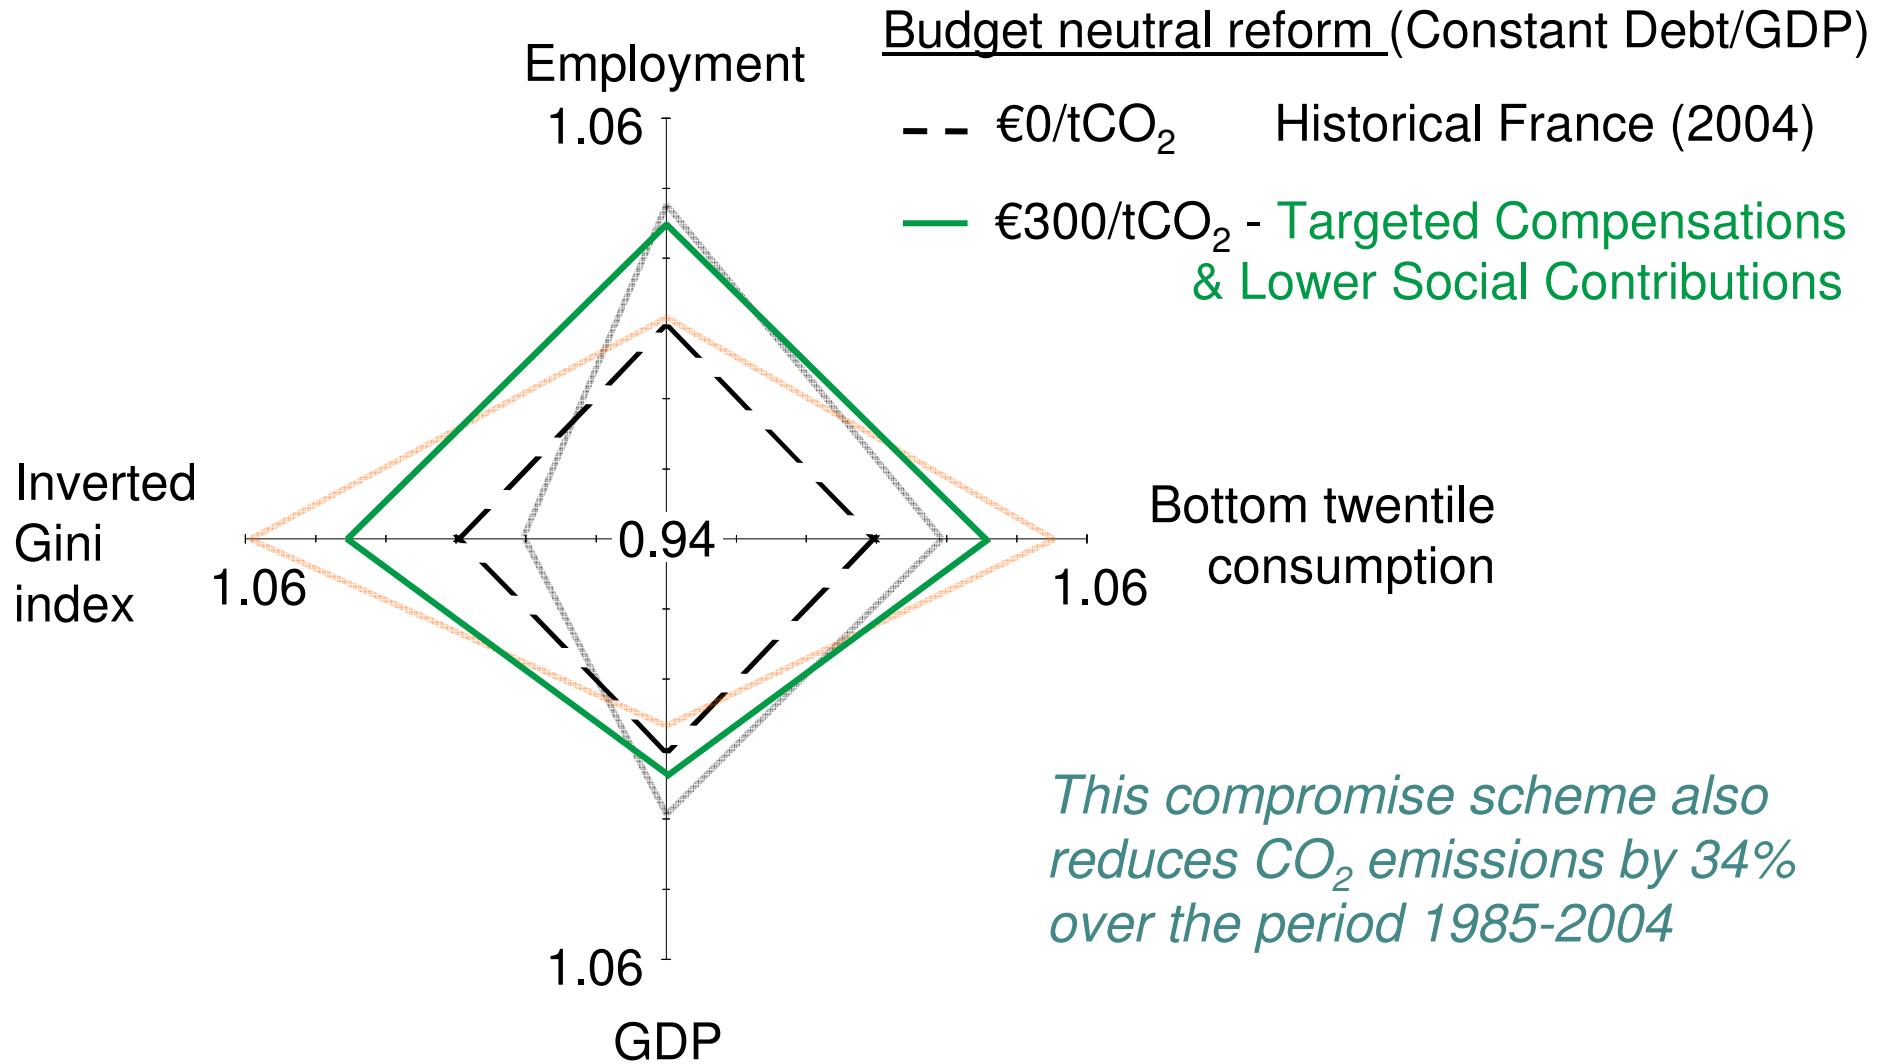 Budget neutral reform (Constant Debt/GDP)
Employment
1.06
€0/tCO₂ Historical France (2004)
€300/tCO₂ - Targeted Compensations
& Lower Social Contributions
Inverted
Gini
index
1.06
0.94
Bottom twentile
consumption
1.06
This compromise scheme also
reduces CO₂ emissions by 34%
over the period 1985-2004
1.06
GDP